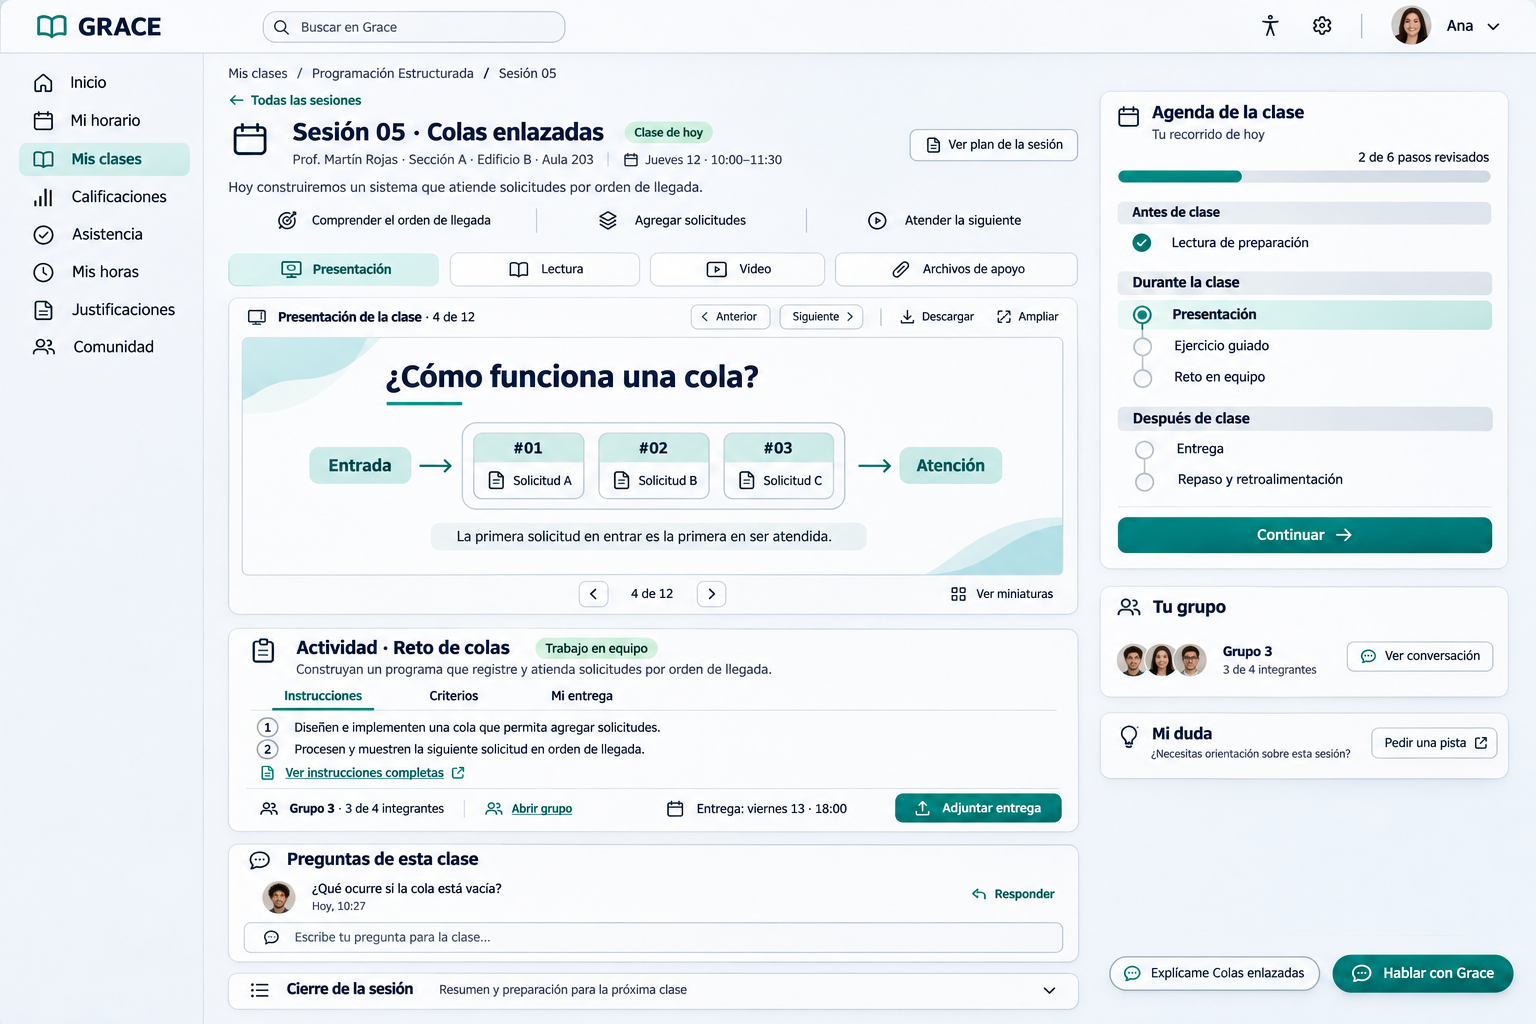 GRACE
Buscar en Grace
Ana
Inicio
Mi horario
Mis clases
Calificaciones
Asistencia
Mis horas
Justificaciones
Comunidad
Mis clases / Programación Estructurada / Sesión 05
Todas las sesiones
Sesión 05 · Colas enlazadas
Clase de hoy
Prof. Martín Rojas · Sección A · Edificio B · Aula 203
Jueves 12 · 10:00–11:30
Ver plan de la sesión
Hoy construiremos un sistema que atiende solicitudes por orden de llegada.
Comprender el orden de llegada
Agregar solicitudes
Atender la siguiente
Presentación
Lectura
Video
Archivos de apoyo
Presentación de la clase · 4 de 12
Anterior
Siguiente
Descargar
Ampliar
¿Cómo funciona una cola?
Entrada
#01
Solicitud A
#02
Solicitud B
#03
Solicitud C
Atención
La primera solicitud en entrar es la primera en ser atendida.
4 de 12
Ver miniaturas
Actividad · Reto de colas
Trabajo en equipo
Construyan un programa que registre y atienda solicitudes por orden de llegada.
Instrucciones
Criterios
Mi entrega
1 Diseñen e implementen una cola que permita agregar solicitudes.
2 Procesen y muestren la siguiente solicitud en orden de llegada.
Ver instrucciones completas
Grupo 3 · 3 de 4 integrantes
Abrir grupo
Entrega: viernes 13 · 18:00
Adjuntar entrega
Preguntas de esta clase
¿Qué ocurre si la cola está vacía?
Hoy, 10:27
Responder
Escribe tu pregunta para la clase...
Cierre de la sesión
Resumen y preparación para la próxima clase
Agenda de la clase
Tu recorrido de hoy
2 de 6 pasos revisados
Antes de clase
Lectura de preparación
Durante la clase
Presentación
Ejercicio guiado
Reto en equipo
Después de clase
Entrega
Repaso y retroalimentación
Continuar
Tu grupo
Grupo 3
3 de 4 integrantes
Ver conversación
Mi duda
¿Necesitas orientación sobre esta sesión?
Pedir una pista
Explícame Colas enlazadas
Hablar con Grace